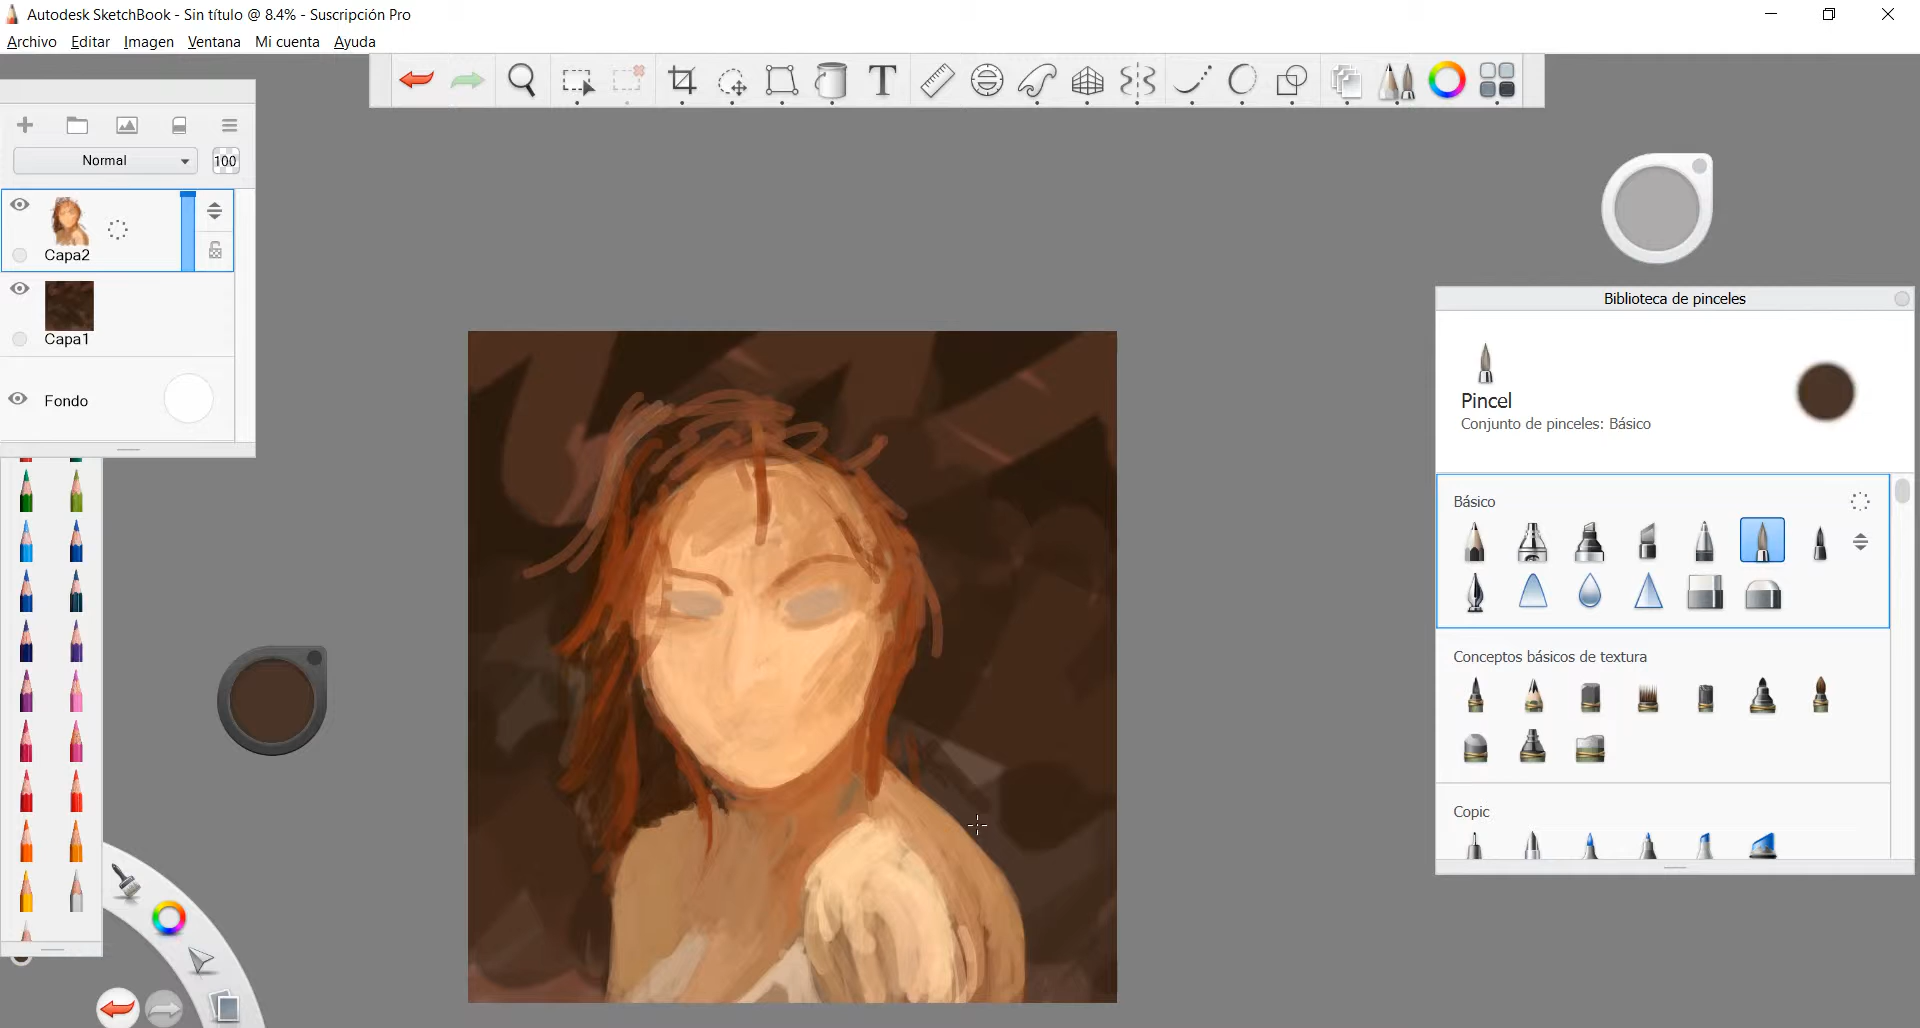 Autodesk SketchBook - Sin título @ 8.4% - Suscripción Pro
Archivo Editar Imagen Ventana Mi cuenta Ayuda
T
Normal 100
Capa2
Capa1
Fondo
Biblioteca de pinceles
Pincel
Conjunto de pinceles: Básico
Básico
Conceptos básicos de textura
Copic